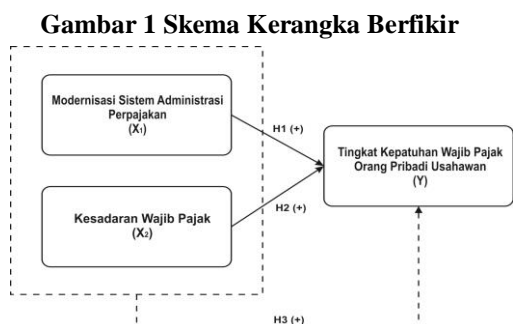 Gambar 1 Skema Kerangka Berfikir
Modernisasi Sistem Administrasi
Perpajakan
(X₁)
H1 (+)
Tingkat Kepatuhan Wajib Pajak
Orang Pribadi Usahawan
(Y)
H2 (+)
Kesadaran Wajib Pajak
(X₂)
H3 (+)